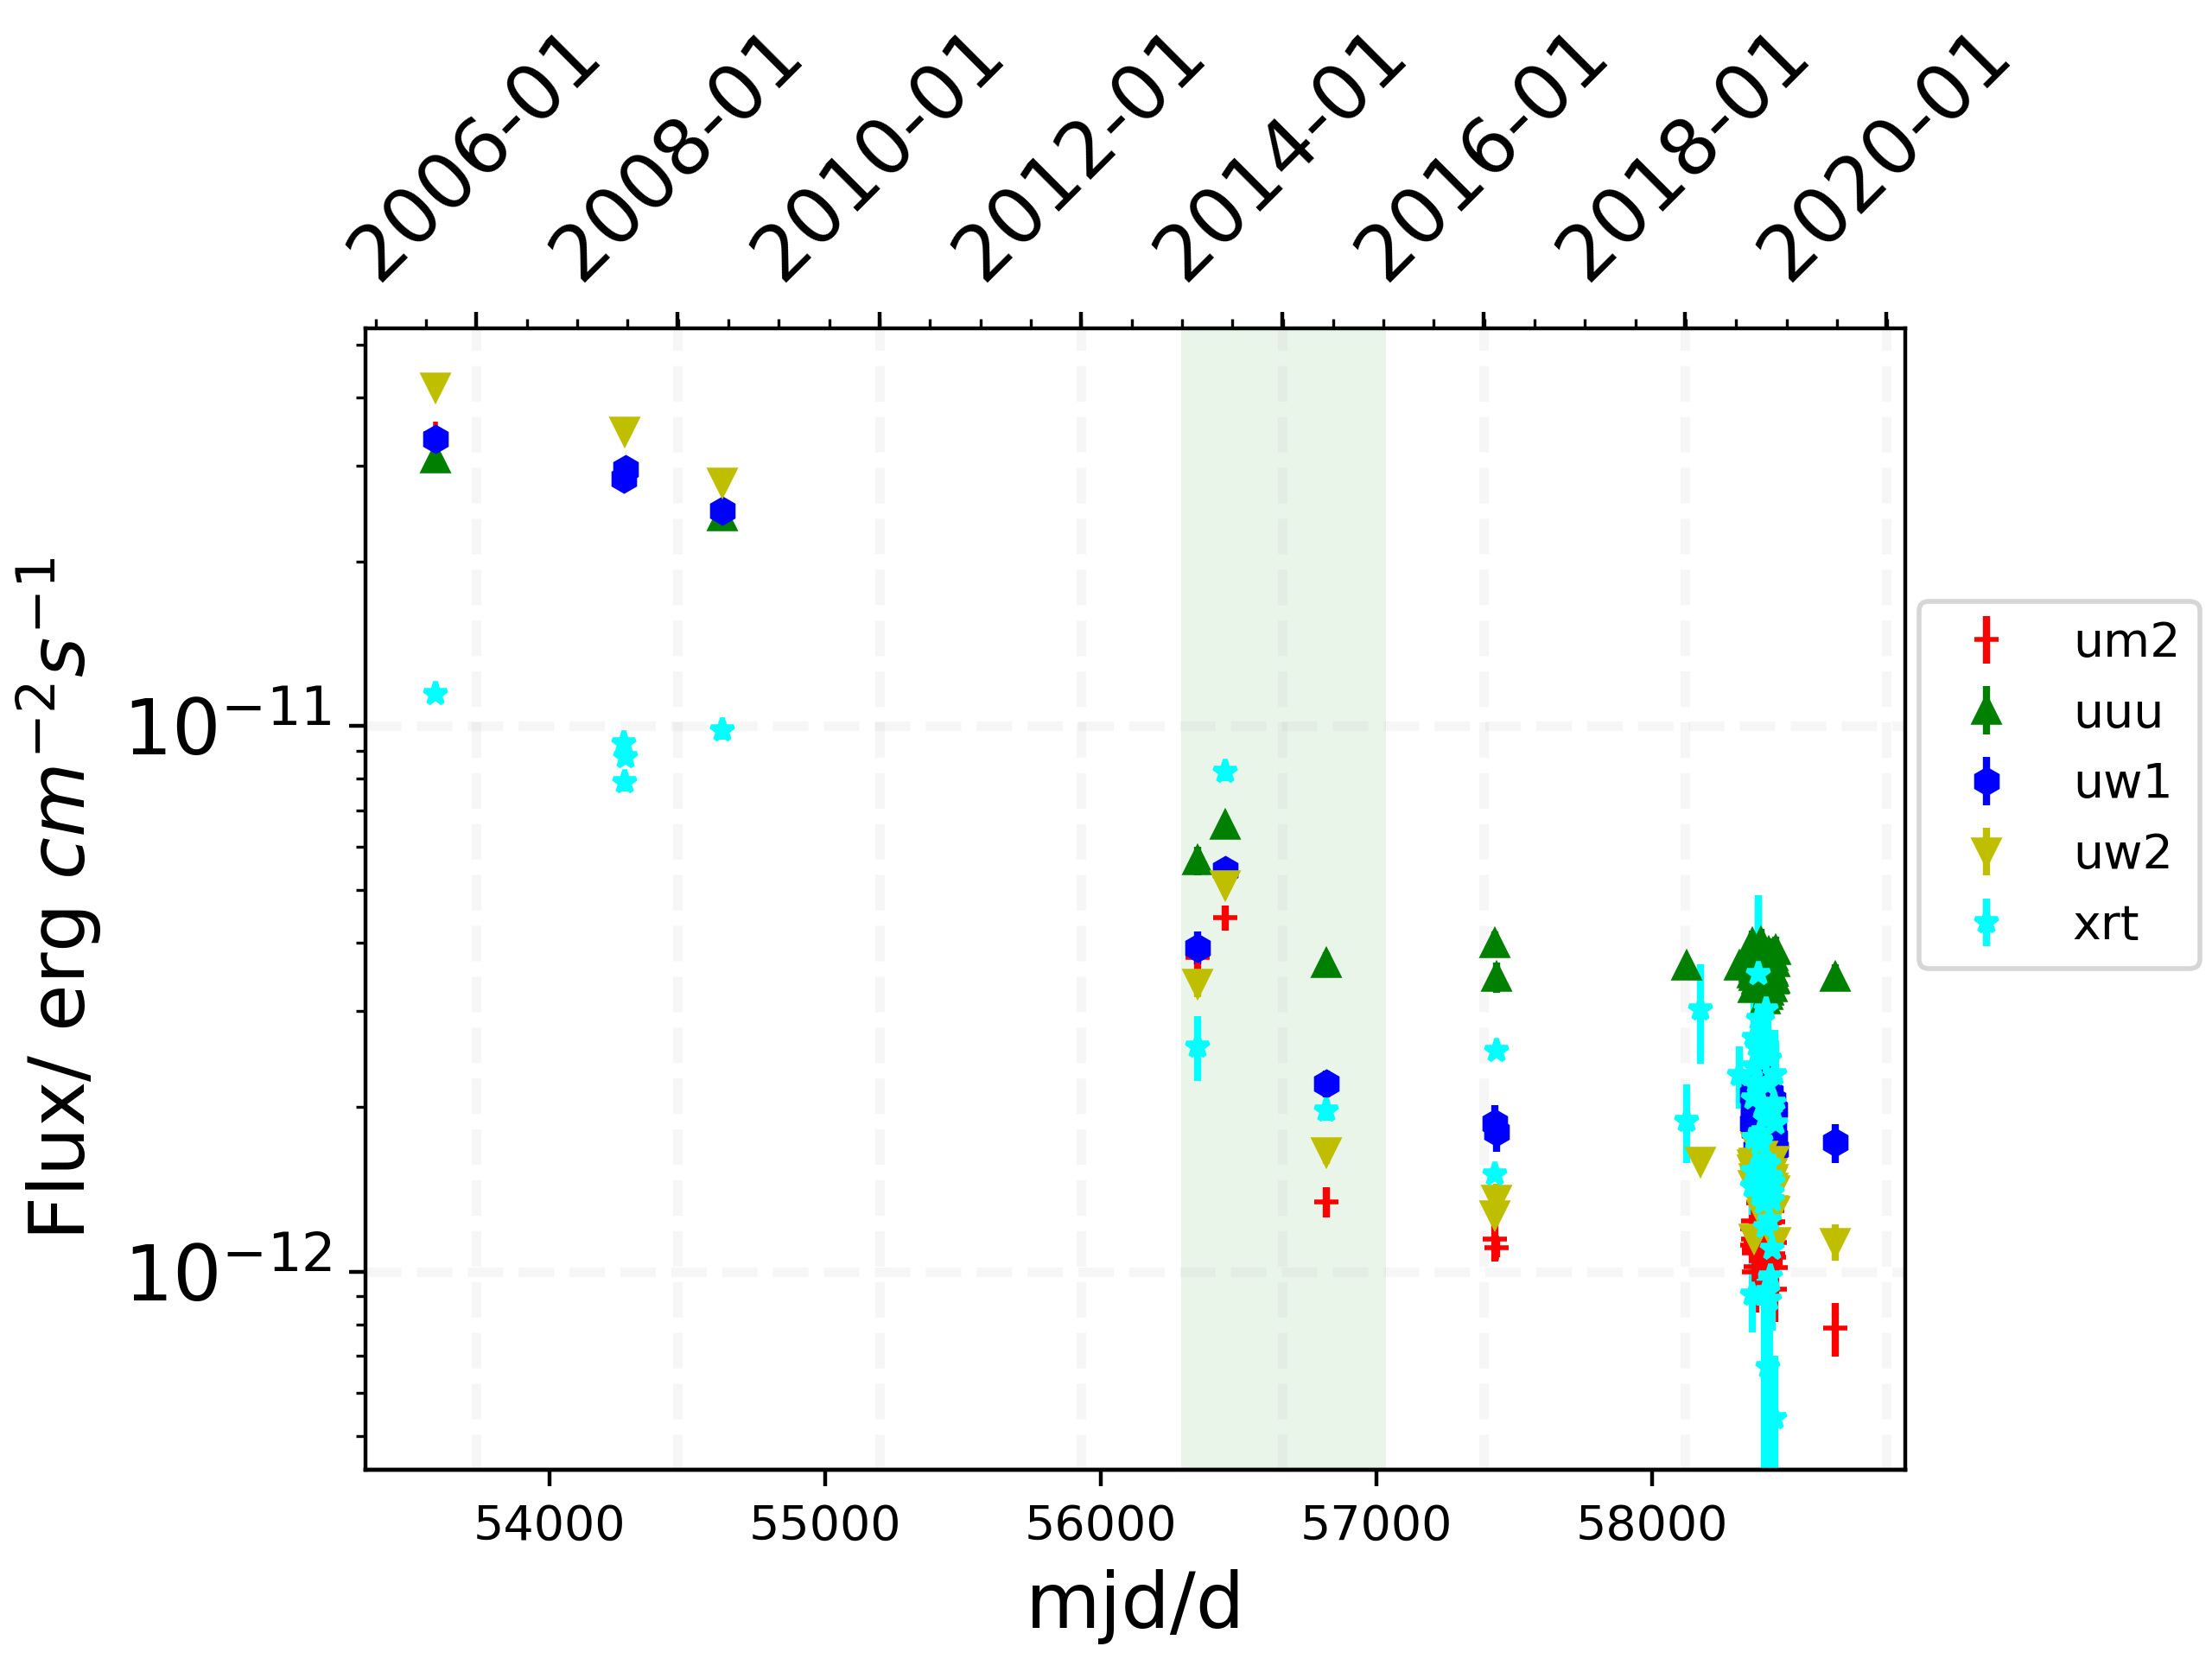 2006-01
2008-01
2010-01
2012-01
2014-01
2016-01
2018-01
2020-01
Flux/ erg cm⁻²s⁻¹
10⁻¹¹
10⁻¹²
um2
uuu
uw1
uw2
xrt
54000
55000
56000
57000
58000
mjd/d